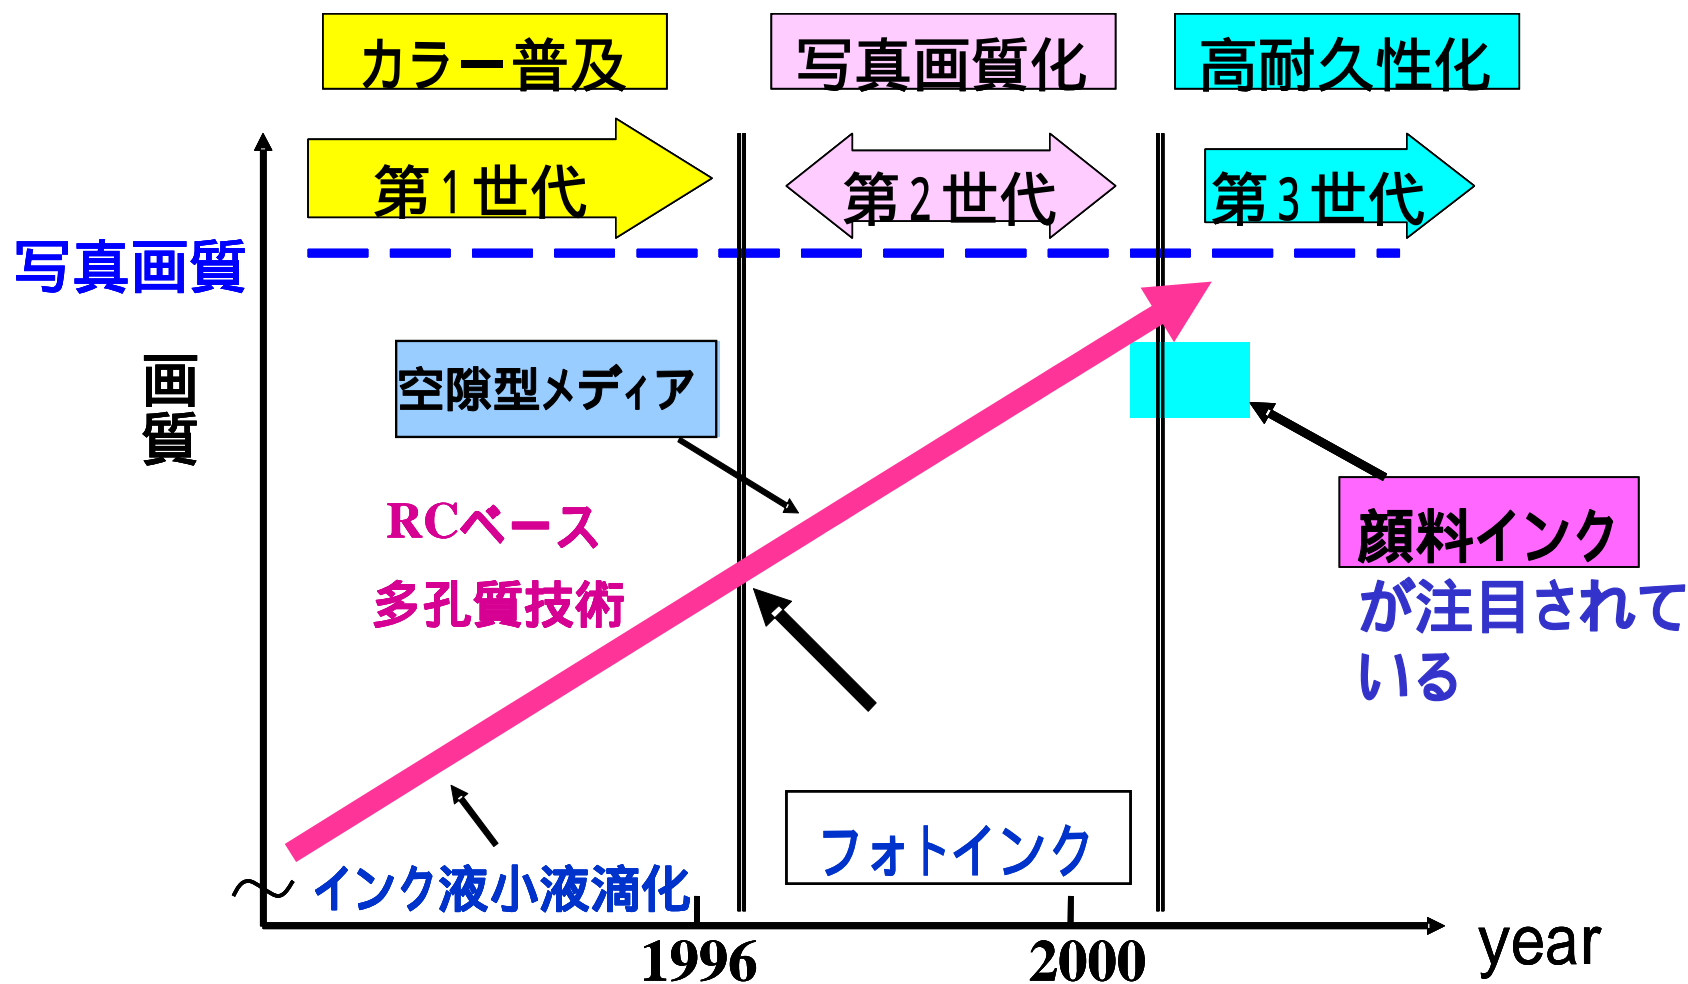 カラー普及
写真画質化
高耐久性化
第1世代
第2世代
第3世代
写真画質
画質
空隙型メディア
RCベース
多孔質技術
顔料インク
が注目されて
いる
フォトインク
インク液小液滴化
1996
2000
year